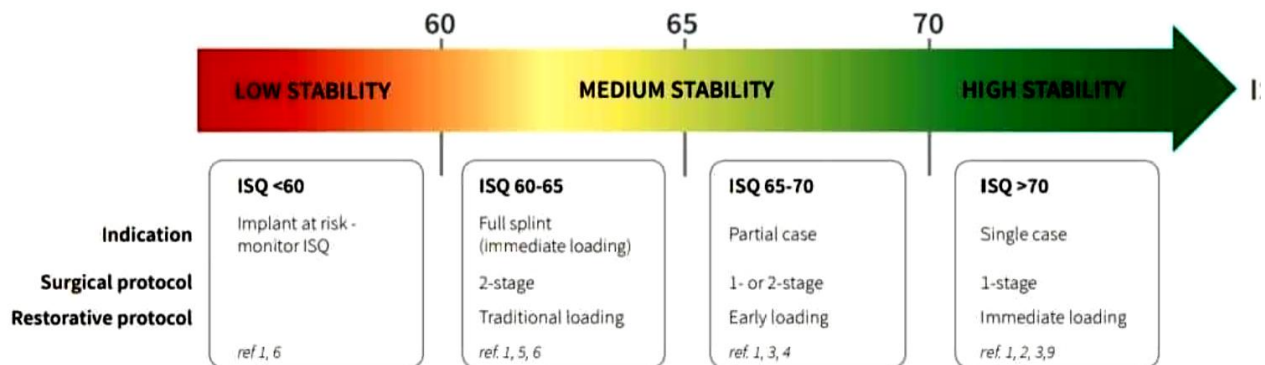 60 65 70
LOW STABILITY MEDIUM STABILITY HIGH STABILITY
ISQ <60 ISQ 60-65 ISQ 65-70 ISQ >70
Indication
Implant at risk -
monitor ISQ
Full splint
(immediate loading)
Partial case
Single case
Surgical protocol 2-stage 1- or 2-stage 1-stage
Restorative protocol Traditional loading Early loading Immediate loading
ref 1, 6 ref. 1, 5, 6 ref. 1, 3, 4 ref. 1, 2, 3,9